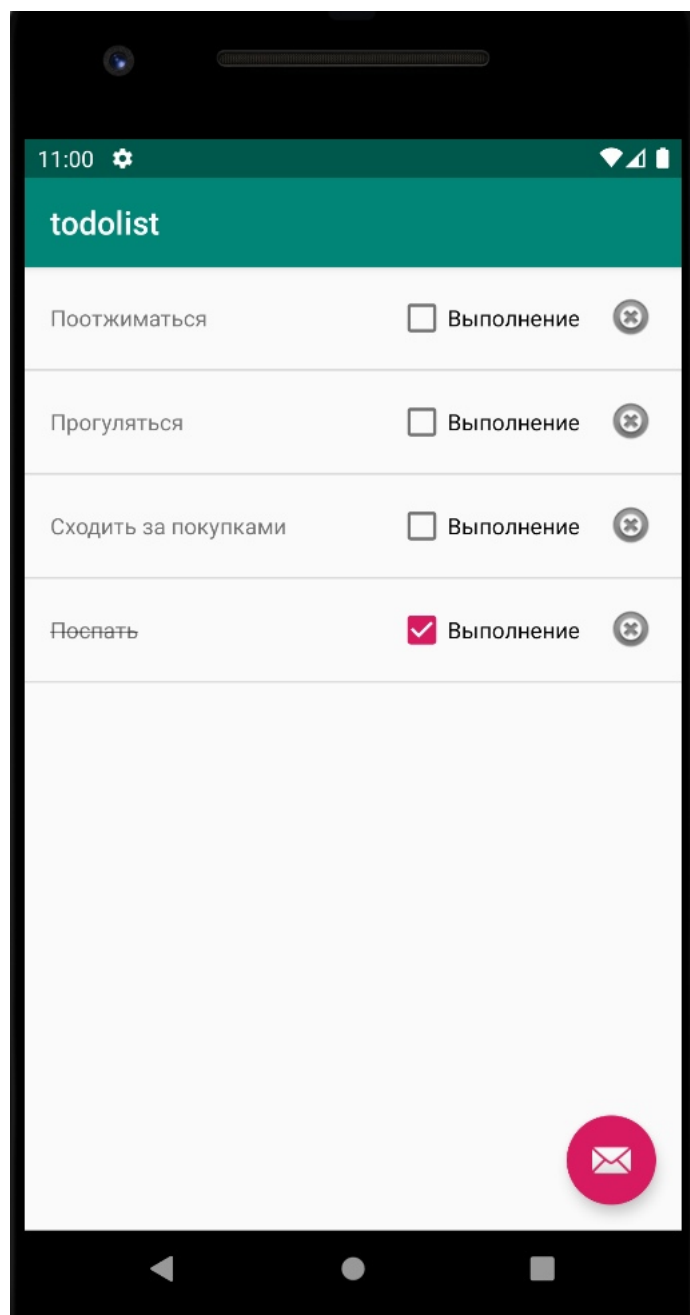 11:00
todolist
Поотжиматься Выполнение
Прогуляться Выполнение
Сходить за покупками Выполнение
Поспать Выполнение